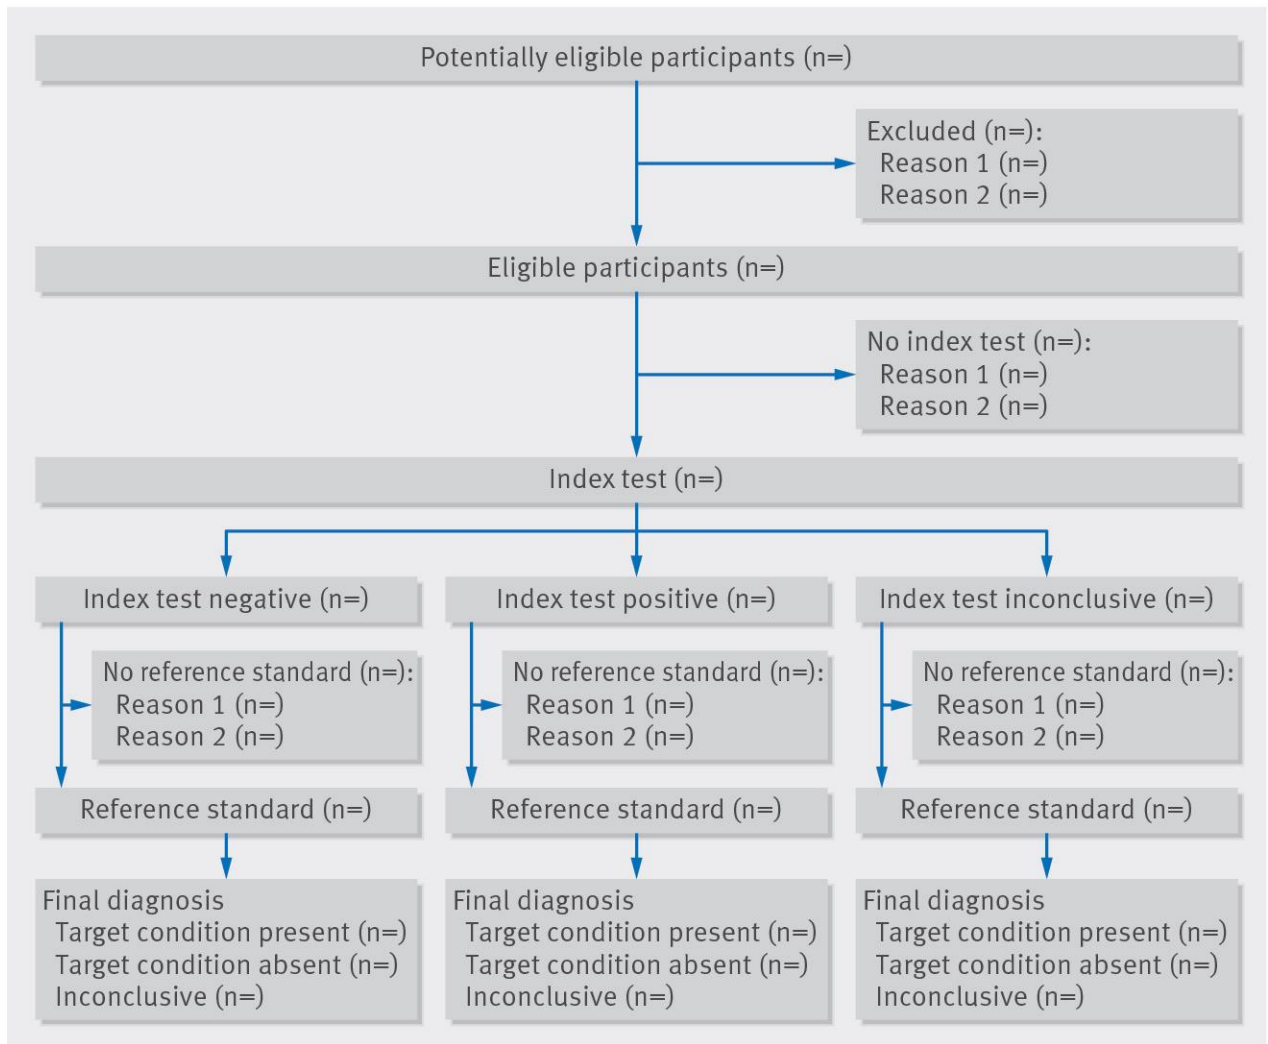 Potentially eligible participants (n=)
Excluded (n=):
Reason 1 (n=)
Reason 2 (n=)
Eligible participants (n=)
No index test (n=):
Reason 1 (n=)
Reason 2 (n=)
Index test (n=)
Index test negative (n=)
No reference standard (n=):
Reason 1 (n=)
Reason 2 (n=)
Reference standard (n=)
Final diagnosis
Target condition present (n=)
Target condition absent (n=)
Inconclusive (n=)
Index test positive (n=)
No reference standard (n=):
Reason 1 (n=)
Reason 2 (n=)
Reference standard (n=)
Final diagnosis
Target condition present (n=)
Target condition absent (n=)
Inconclusive (n=)
Index test inconclusive (n=)
No reference standard (n=):
Reason 1 (n=)
Reason 2 (n=)
Reference standard (n=)
Final diagnosis
Target condition present (n=)
Target condition absent (n=)
Inconclusive (n=)